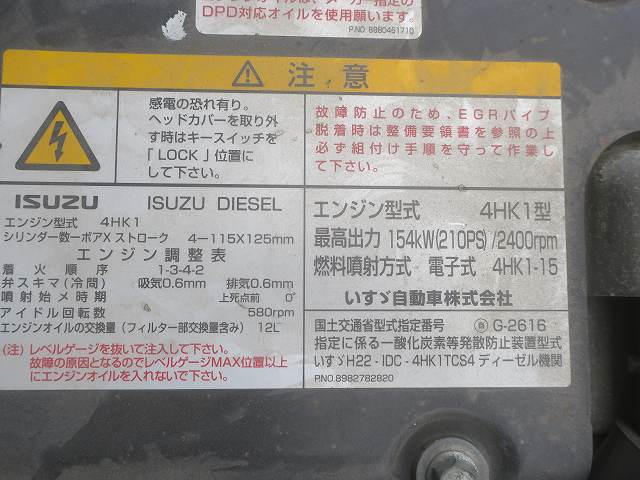 DPD対応オイルを使用願います。
P.NO. 8980461710
注意
感電の恐れ有り。
ヘッドカバーを取り外
す時はキースイッチを
「LOCK」位置に
して下さい。
故障防止のため、EGRパイプ
脱着時は整備要領書を参照の上
必ず組付け手順を守って作業し
て下さい。
ISUZU ISUZU DIESEL
エンジン型式 4HK1
シリンダー数ーボアXストローク 4ー115X125mm
エンジン調整表
着火順序 1-3-4-2
弁スキマ(冷間) 吸気0.6mm 排気0.6mm
噴射始メ時期 上死点前 0°
アイドル回転数 580rpm
エンジンオイルの交換量(フィルター部交換量含み) 12L
(注) レベルゲージを抜いて注入して下さい。
故障の原因となるのでレベルゲージMAX位置以上
にエンジンオイルを入れないで下さい。
エンジン型式 4HK1型
最高出力 154kW(210PS)/2400rpm
燃料噴射方式 電子式 4HK1-15
いすゞ自動車株式会社
国土交通省型式指定番号 Ⓑ G-2616
指定に係る一酸化炭素等発散防止装置型式
いすゞH22-IDC-4HK1TCS4 ディーゼル機関
P.NO. 8982782820